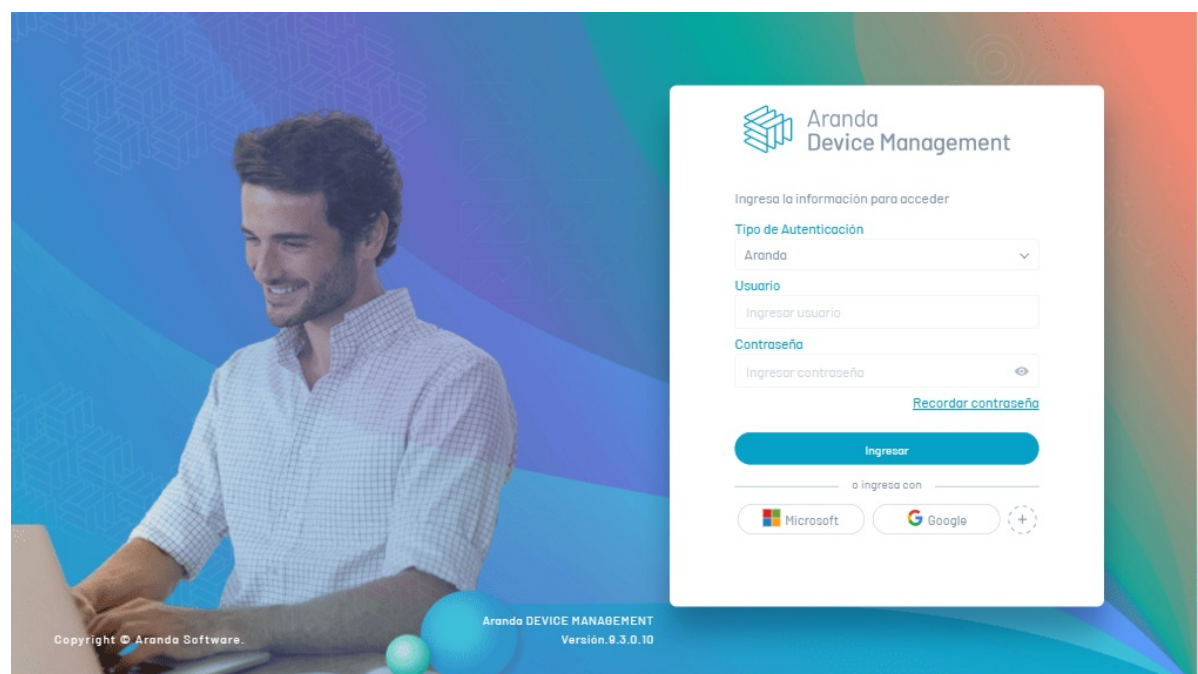 Aranda
Device Management
Ingresa la información para acceder
Tipo de Autenticación
Aranda
Usuario
Ingresar usuario
Contraseña
Ingresar contraseña
Recordar contraseña
Ingresar
o ingresa con
Microsoft
Google
Aranda DEVICE MANAGEMENT
Versión.9.3.0.10
Copyright © Aranda Software.